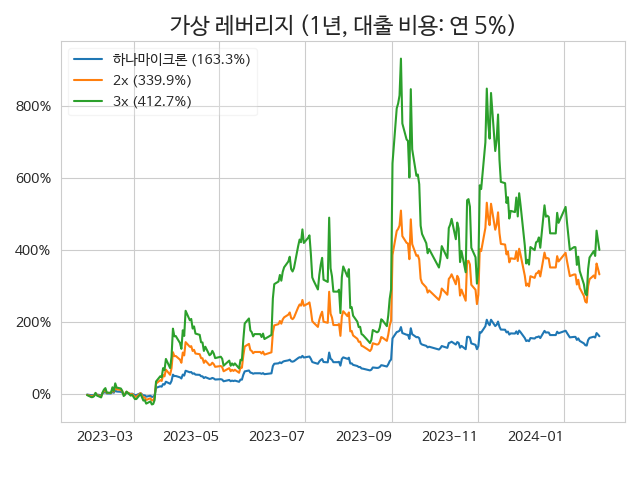 가상 레버리지 (1년, 대출 비용: 연 5%)
하나마이크론 (163.3%)
2x (339.9%)
3x (412.7%)
800%
600%
400%
200%
0%
2023-03 2023-05 2023-07 2023-09 2023-11 2024-01